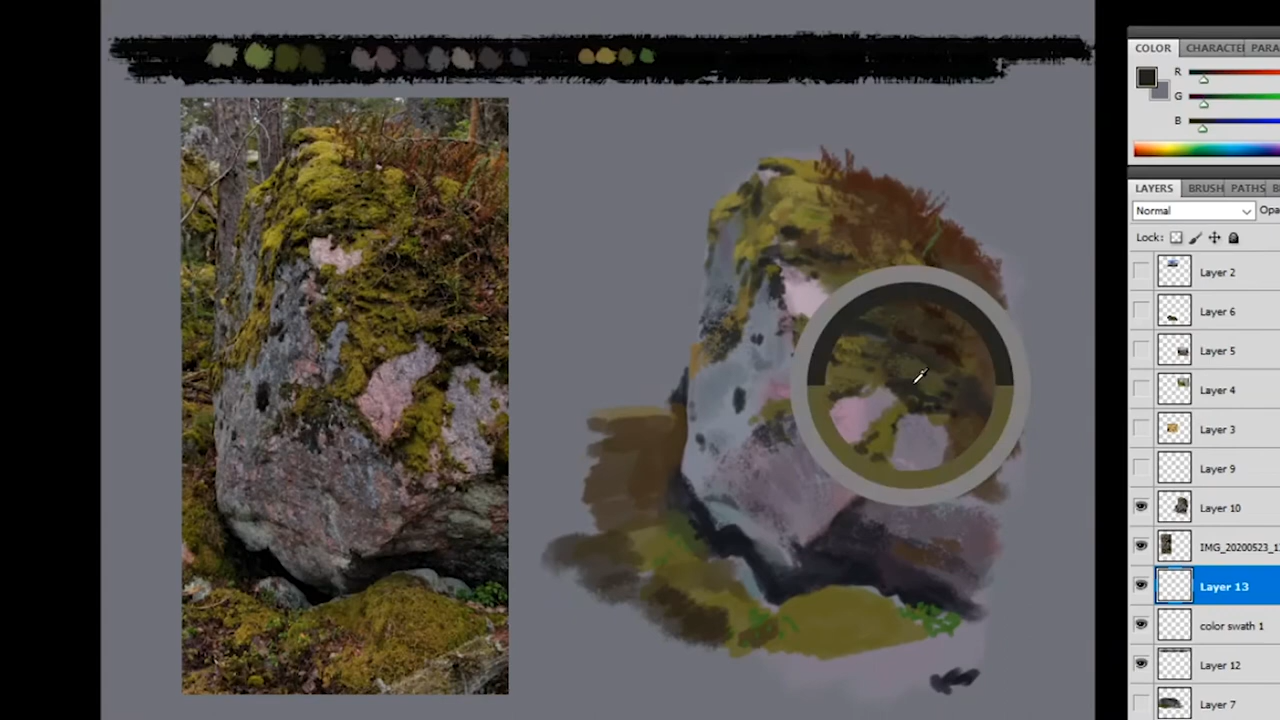 COLOR CHARACTEI PARA
R
G
B
LAYERS BRUSH PATHS
Normal Opa
Lock:
Layer 2
Layer 6
Layer 5
Layer 4
Layer 3
Layer 9
Layer 10
IMG_20200523_1
Layer 13
color swath 1
Layer 12
Layer 7